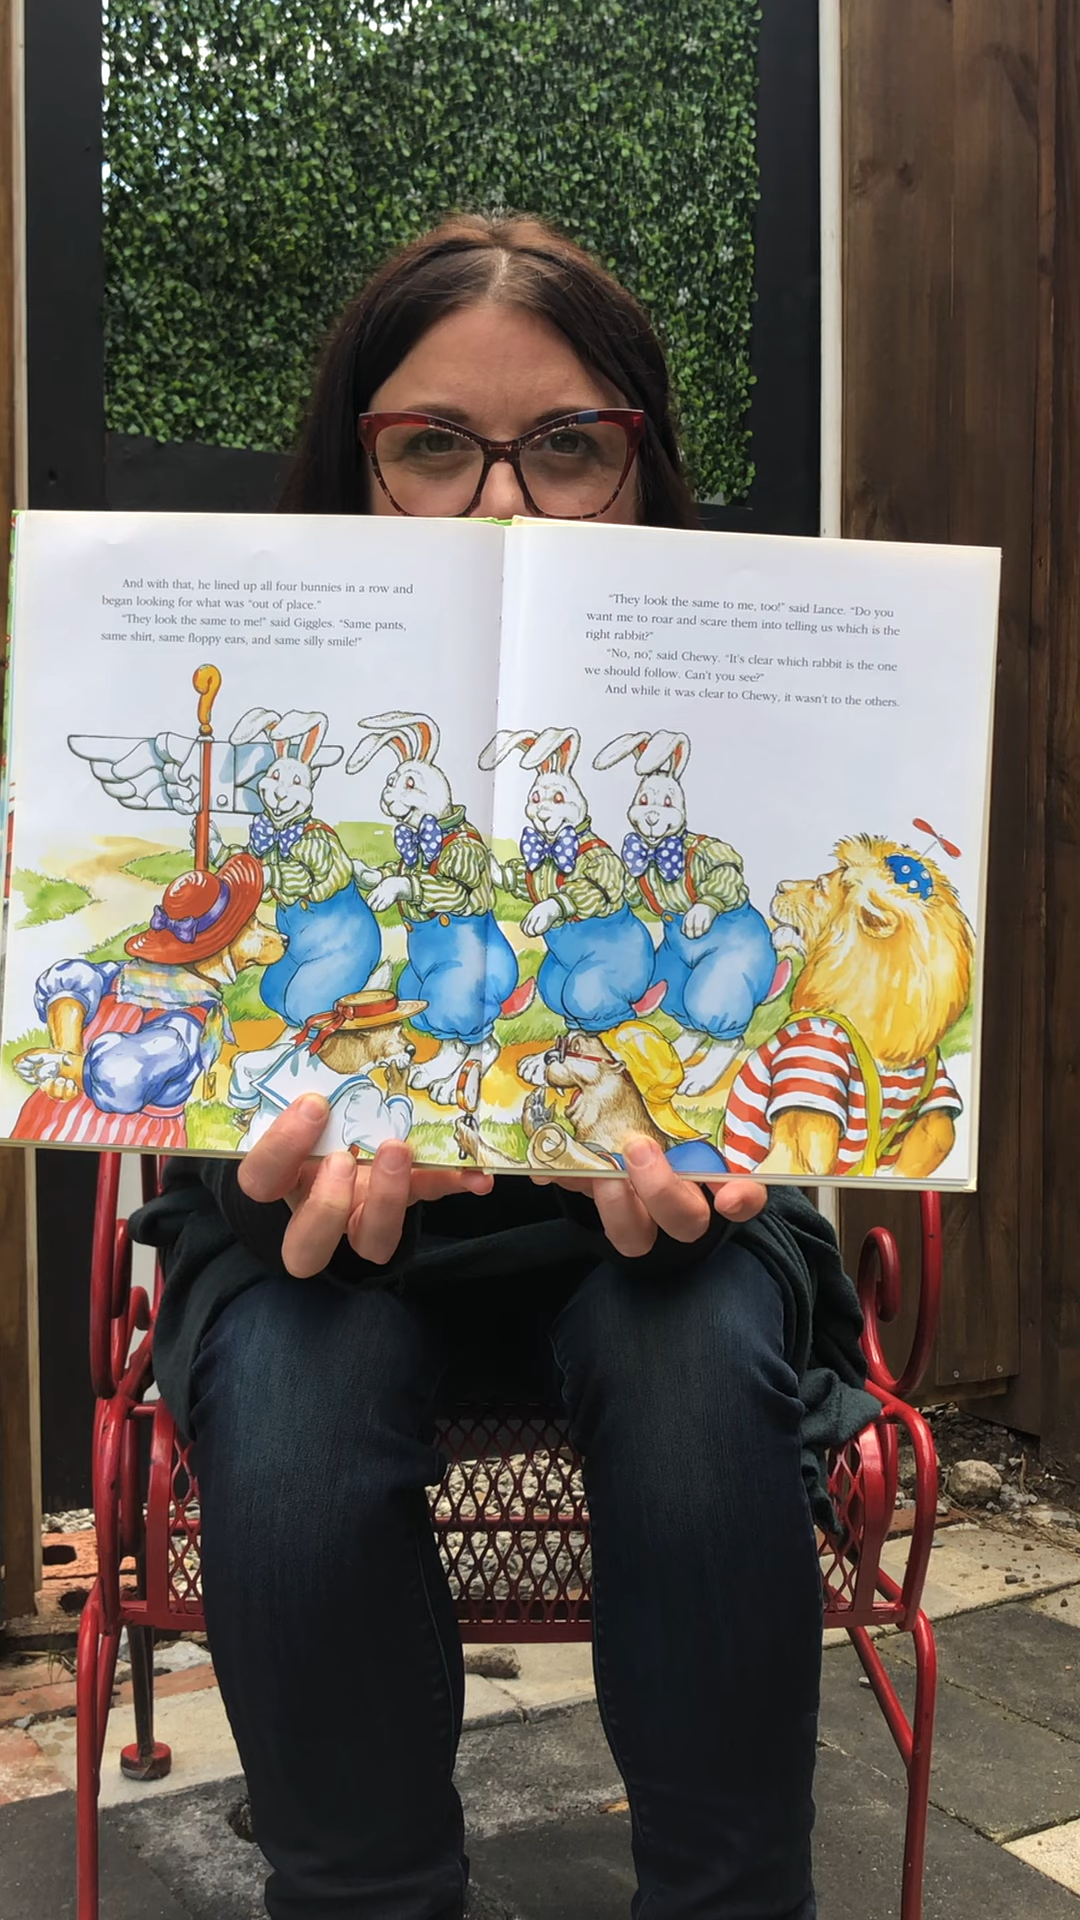 And with that, he lined up all four bunnies in a row and
began looking for what was "out of place."
"They look the same to me!" said Giggles. "Same pants,
same shirt, same floppy ears, and same silly smile!"
"They look the same to me, too!" said Lance. "Do you
want me to roar and scare them into telling us which is the
right rabbit?"
"No, no," said Chewy. "It's clear which rabbit is the one
we should follow. Can't you see?"
And while it was clear to Chewy, it wasn't to the others.